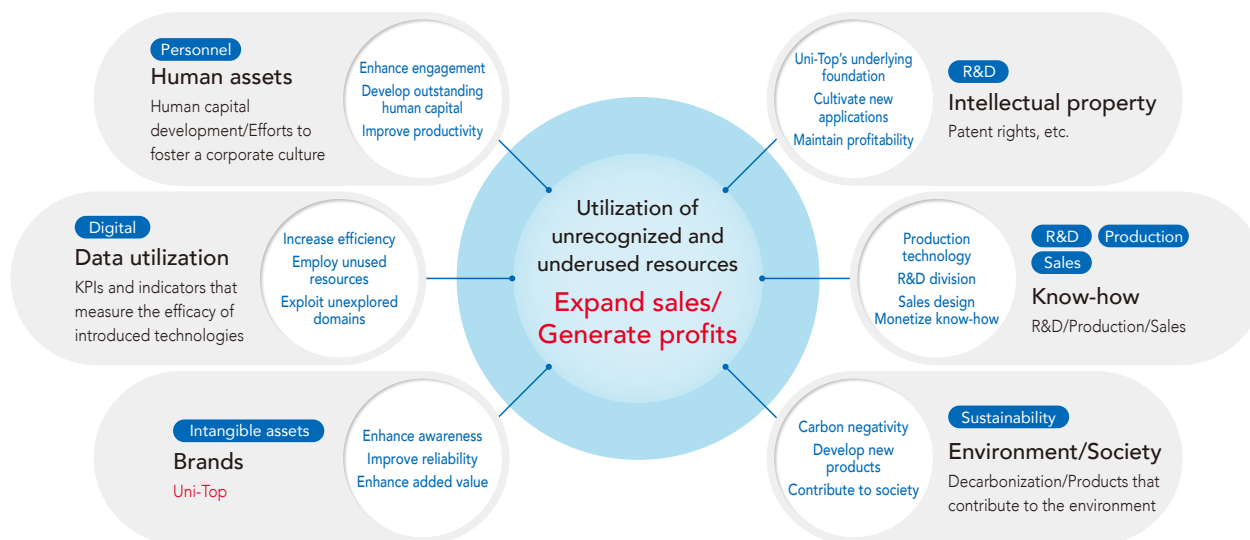 Personnel
Human assets
Human capital
development/Efforts to
foster a corporate culture
Enhance engagement
Develop outstanding
human capital
Improve productivity
Digital
Data utilization
KPIs and indicators that
measure the efficacy of
introduced technologies
Increase efficiency
Employ unused
resources
Exploit unexplored
domains
Intangible assets
Brands
Uni-Top
Enhance awareness
Improve reliability
Enhance added value
Utilization of
unrecognized and
underused resources
Expand sales/
Generate profits
Uni-Top's underlying
foundation
Cultivate new
applications
Maintain profitability
R&D
Intellectual property
Patent rights, etc.
Production
technology
R&D division
Sales design
Monetize know-how
R&D Production
Sales
Know-how
R&D/Production/Sales
Carbon negativity
Develop new
products
Contribute to society
Sustainability
Environment/Society
Decarbonization/Products that
contribute to the environment